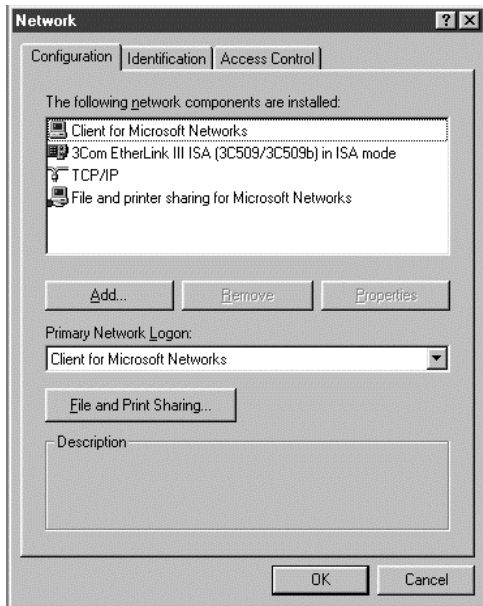 Network
Configuration Identification Access Control
The following network components are installed:
Client for Microsoft Networks
3Com EtherLink III ISA (3C509/3C509b) in ISA mode
TCP/IP
File and printer sharing for Microsoft Networks
Add... Remove Properties
Primary Network Logon:
Client for Microsoft Networks
File and Print Sharing...
Description
OK Cancel